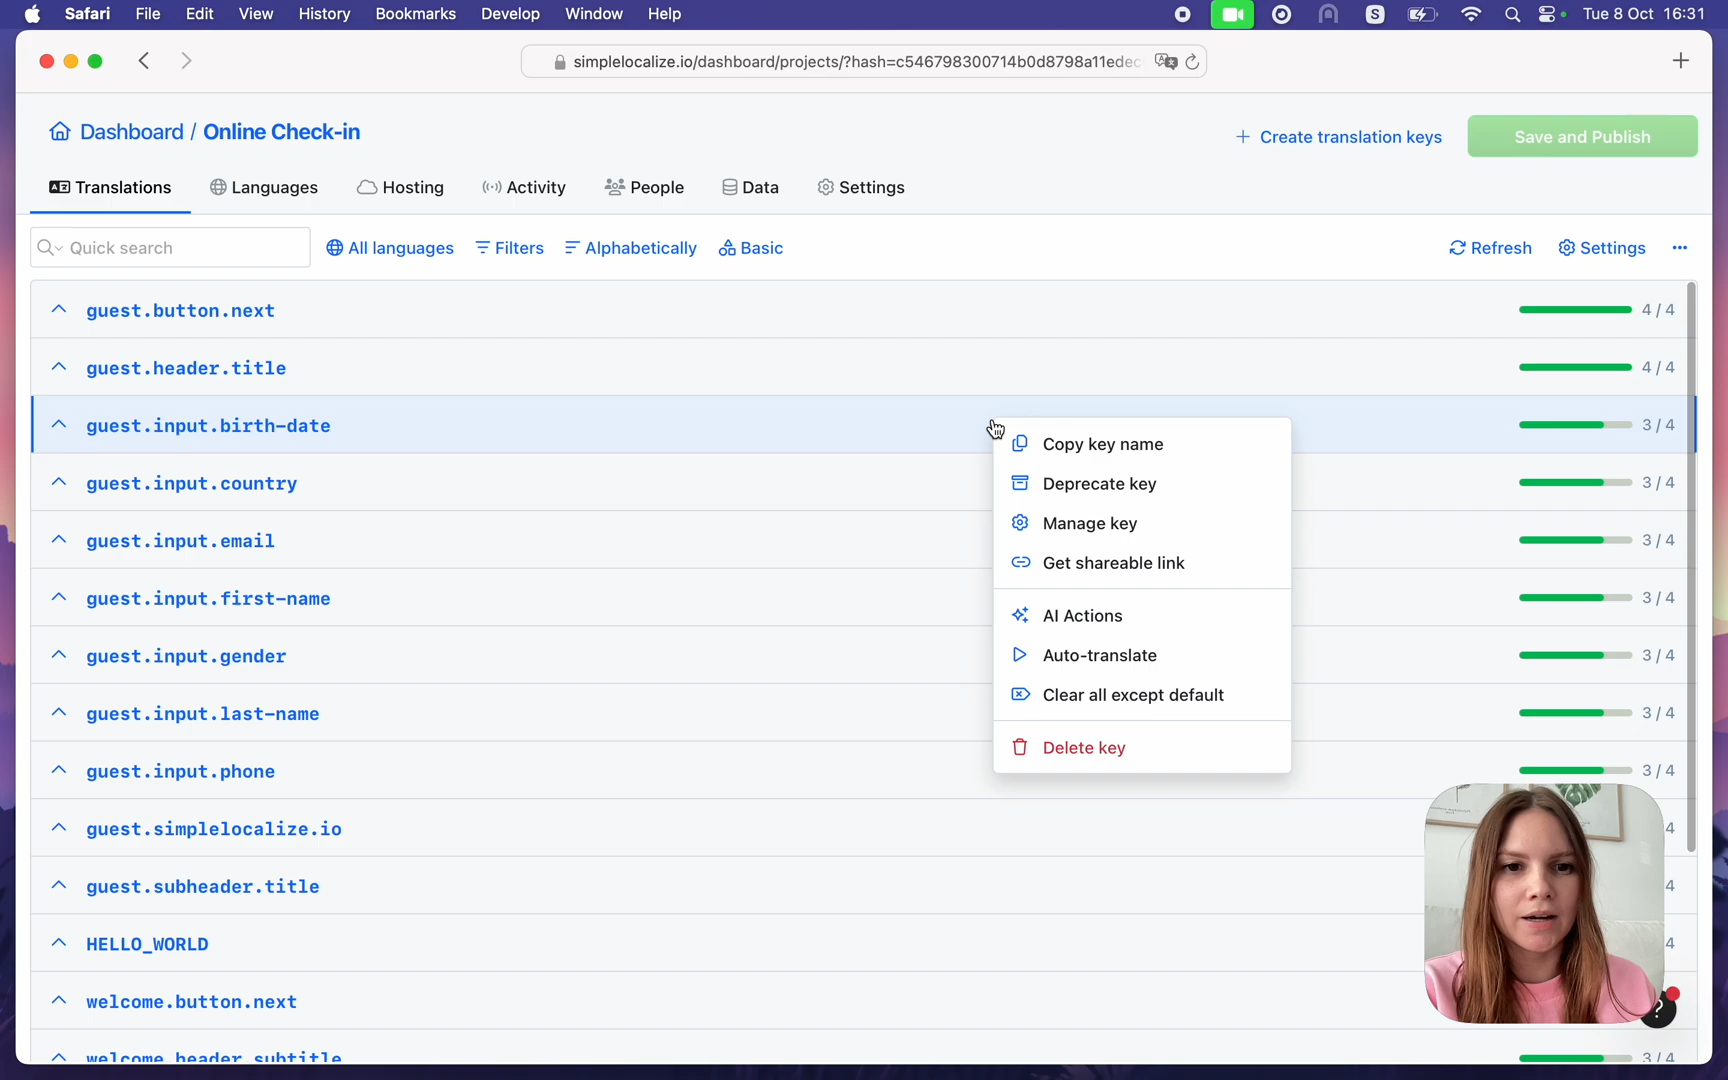 Safari File Edit View History Bookmarks Develop Window Help S Tue 8 Oct 16:31
simplelocalize.io/dashboard/projects/?hash=c546798300714b0d8798a11edec
Dashboard / Online Check-in
Create translation keys
Save and Publish
Translations Languages Hosting Activity People Data Settings
Quick search All languages Filters Alphabetically Basic Refresh Settings
guest.button.next 4 / 4
guest.header.title 4 / 4
guest.input.birth-date 3 / 4
guest.input.country 3 / 4
guest.input.email 3 / 4
guest.input.first-name 3 / 4
guest.input.gender 3 / 4
guest.input.last-name 3 / 4
guest.input.phone 3 / 4
guest.simplelocalize.io 4
guest.subheader.title 4
HELLO_WORLD 4
welcome.button.next
welcome.header.subtitle 3 / 4
Copy key name
Deprecate key
Manage key
Get shareable link
AI Actions
Auto-translate
Clear all except default
Delete key
?